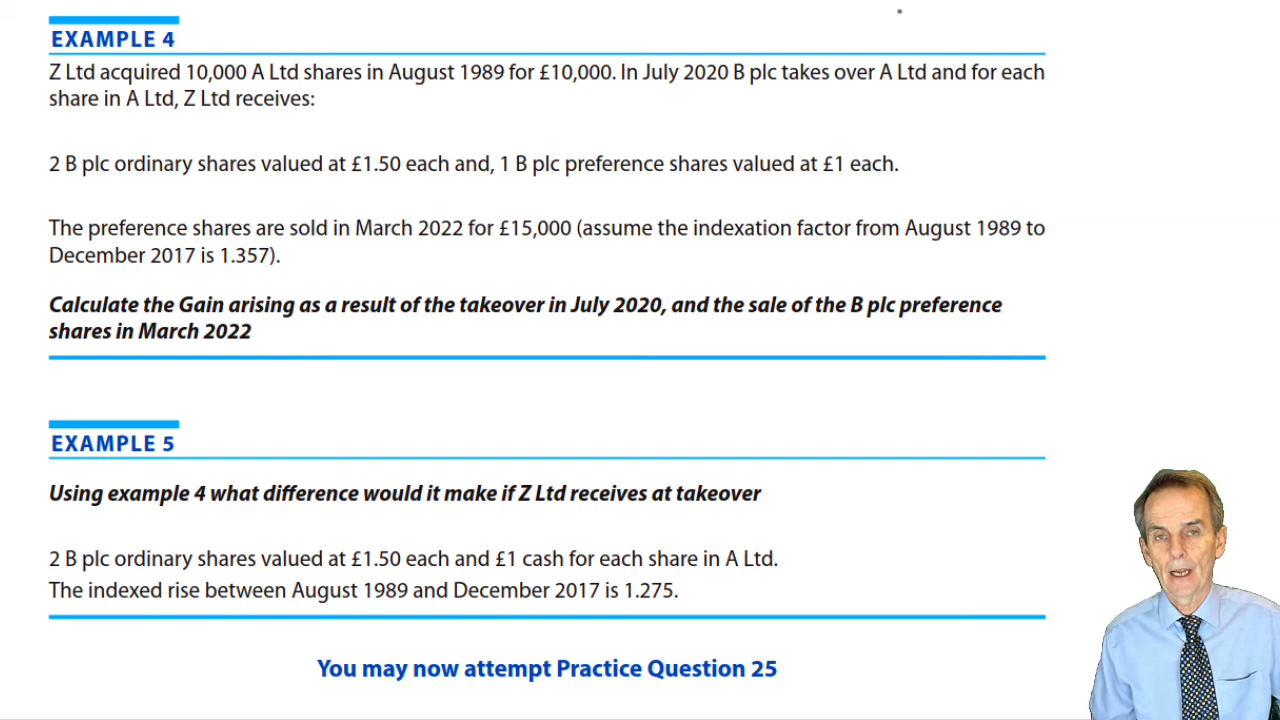 EXAMPLE 4
Z Ltd acquired 10,000 A Ltd shares in August 1989 for £10,000. In July 2020 B plc takes over A Ltd and for each
share in A Ltd, Z Ltd receives:
2 B plc ordinary shares valued at £1.50 each and, 1 B plc preference shares valued at £1 each.
The preference shares are sold in March 2022 for £15,000 (assume the indexation factor from August 1989 to
December 2017 is 1.357).
Calculate the Gain arising as a result of the takeover in July 2020, and the sale of the B plc preference
shares in March 2022
EXAMPLE 5
Using example 4 what difference would it make if Z Ltd receives at takeover
2 B plc ordinary shares valued at £1.50 each and £1 cash for each share in A Ltd.
The indexed rise between August 1989 and December 2017 is 1.275.
You may now attempt Practice Question 25